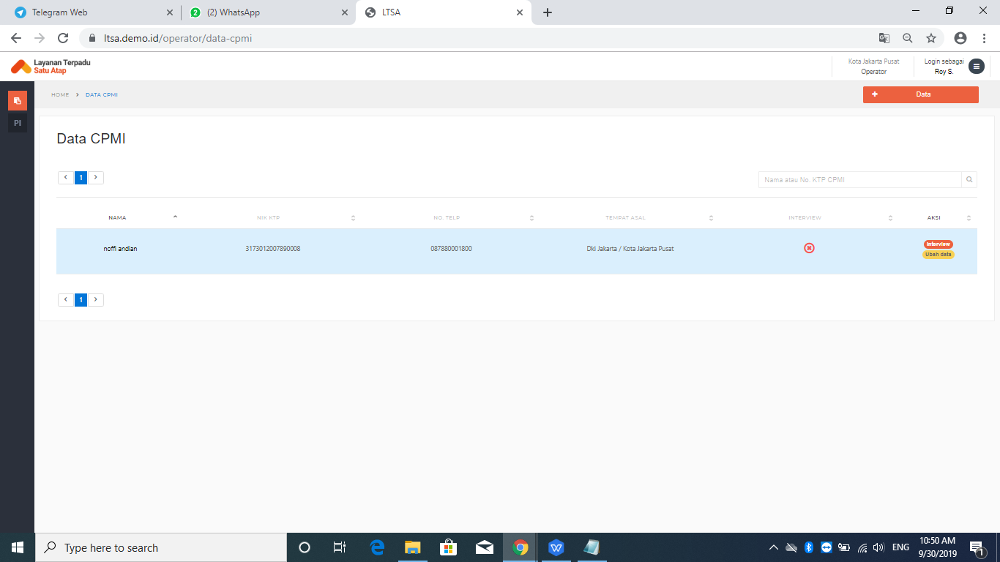 Telegram Web
(2) WhatsApp
LTSA
ltsa.demo.id/operator/data-cpmi
Layanan Terpadu
Satu Atap
Kota Jakarta Pusat
Operator
Login sebagai
Roy S.
PI
HOME > DATA CPMI
+ Data
Data CPMI
< 1 >
Nama atau No. KTP CPMI
NAMA NIK KTP NO. TELP TEMPAT ASAL INTERVIEW AKSI
noffi andian 3173012007890008 087880001800 Dki Jakarta / Kota Jakarta Pusat
Interview
Ubah data
< 1 >
Type here to search
ENG
10:50 AM
9/30/2019
1